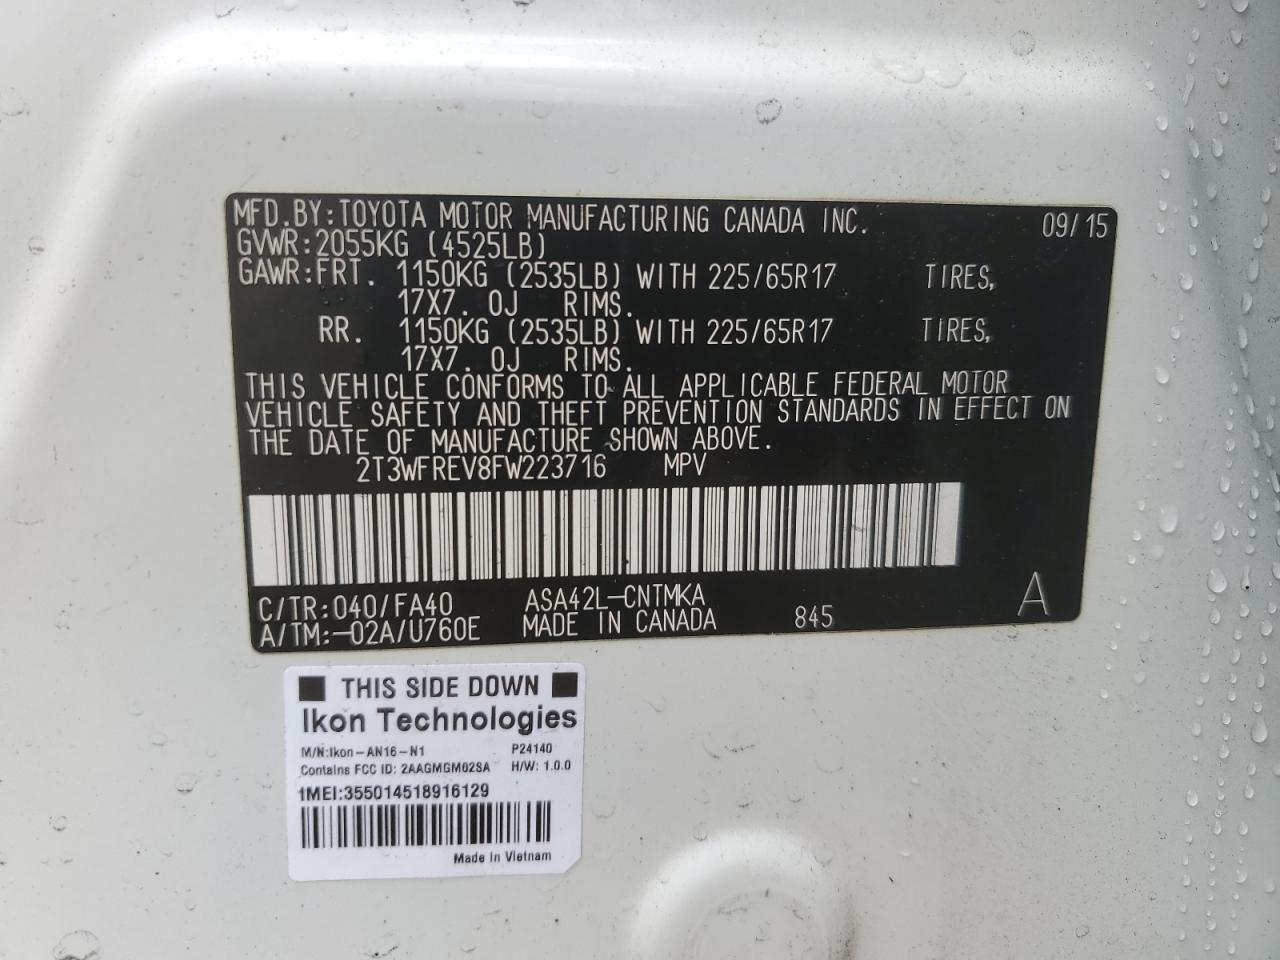 MFD.BY:TOYOTA MOTOR MANUFACTURING CANADA INC. 09/15
GVWR:2055KG (4525LB)
GAWR:FRT. 1150KG (2535LB) WITH 225/65R17 TIRES,
17X7. 0J RIMS.
RR. 1150KG (2535LB) WITH 225/65R17 TIRES,
17X7. 0J RIMS.
THIS VEHICLE CONFORMS TO ALL APPLICABLE FEDERAL MOTOR
VEHICLE SAFETY AND THEFT PREVENTION STANDARDS IN EFFECT ON
THE DATE OF MANUFACTURE SHOWN ABOVE.
2T3WFREV8FW223716 MPV
C/TR:040/FA40 ASA42L-CNTMKA
A/TM:-02A/U760E MADE IN CANADA 845 A
THIS SIDE DOWN
Ikon Technologies
M/N:Ikon-AN16-N1 P24140
Contains FCC ID: 2AAGMGM02SA H/W: 1.0.0
IMEI:355014518916129
Made In Vietnam